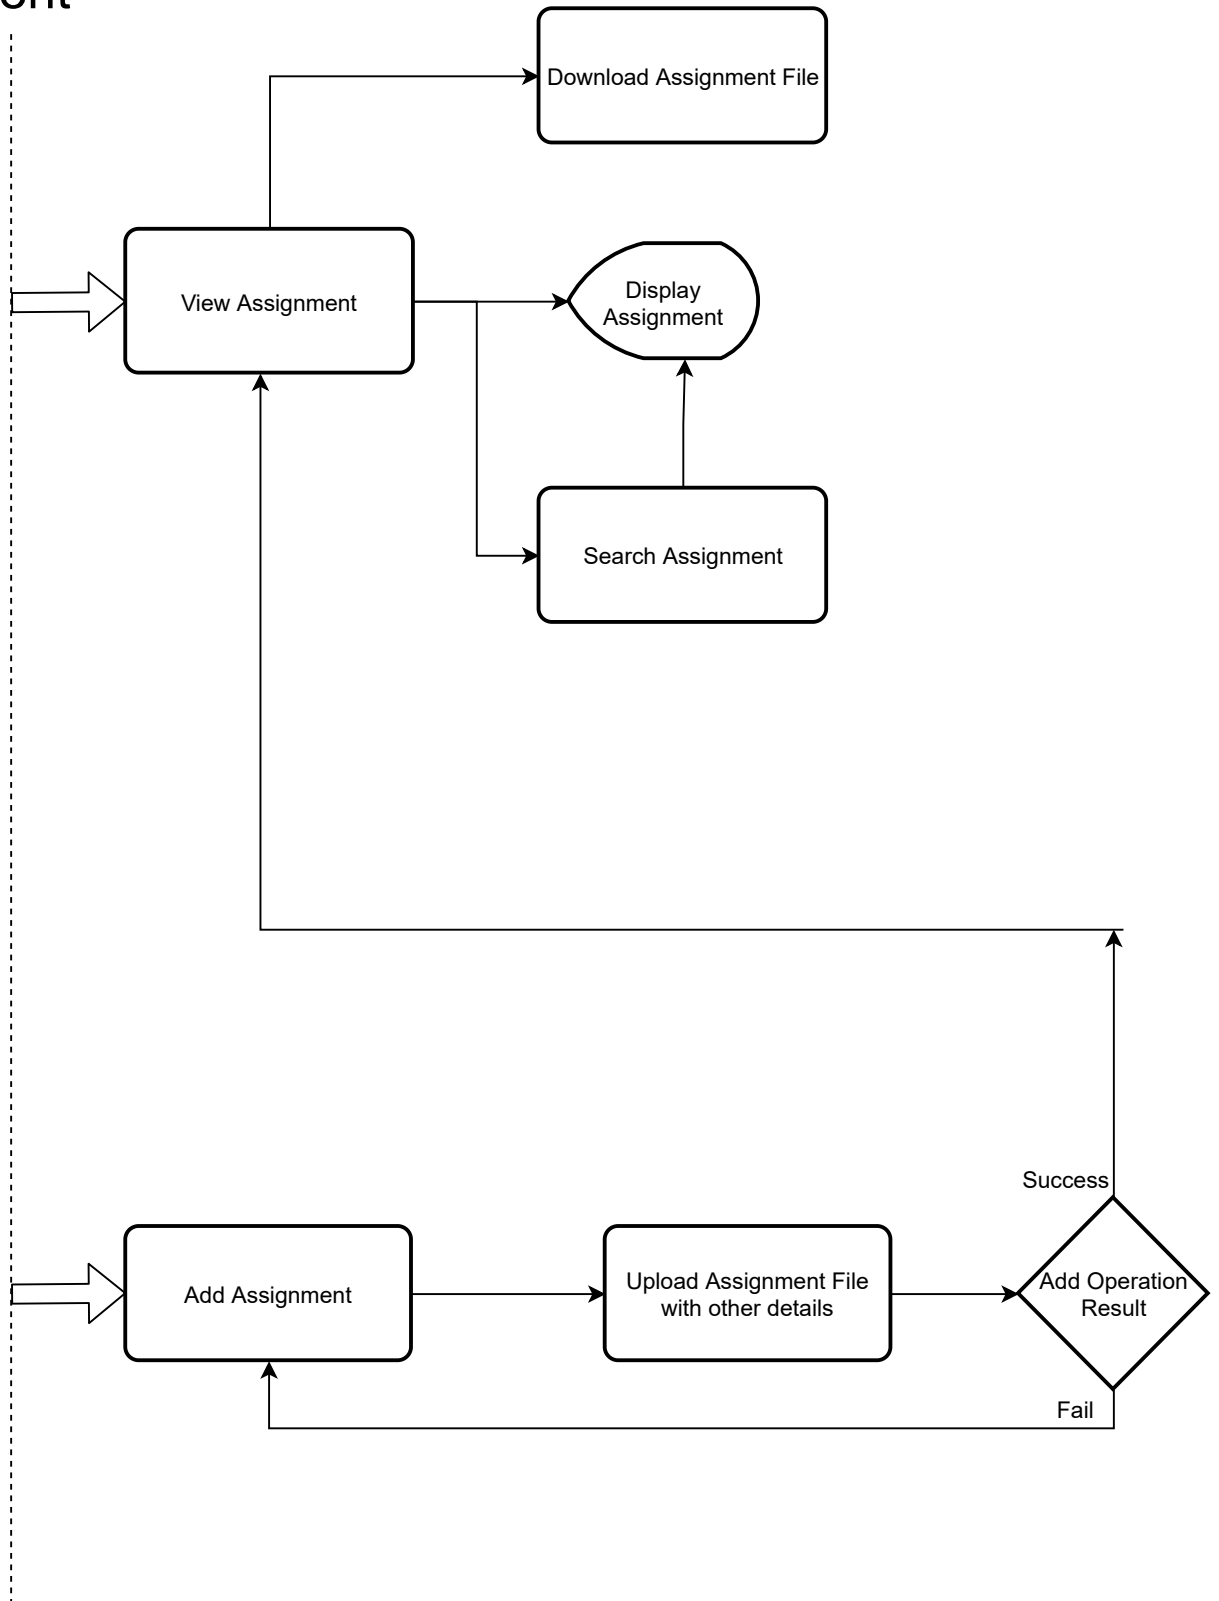 Download Assignment File
View Assignment
Display
Assignment
Search Assignment
Success
Add Assignment
Upload Assignment File
with other details
Add Operation
Result
Fail